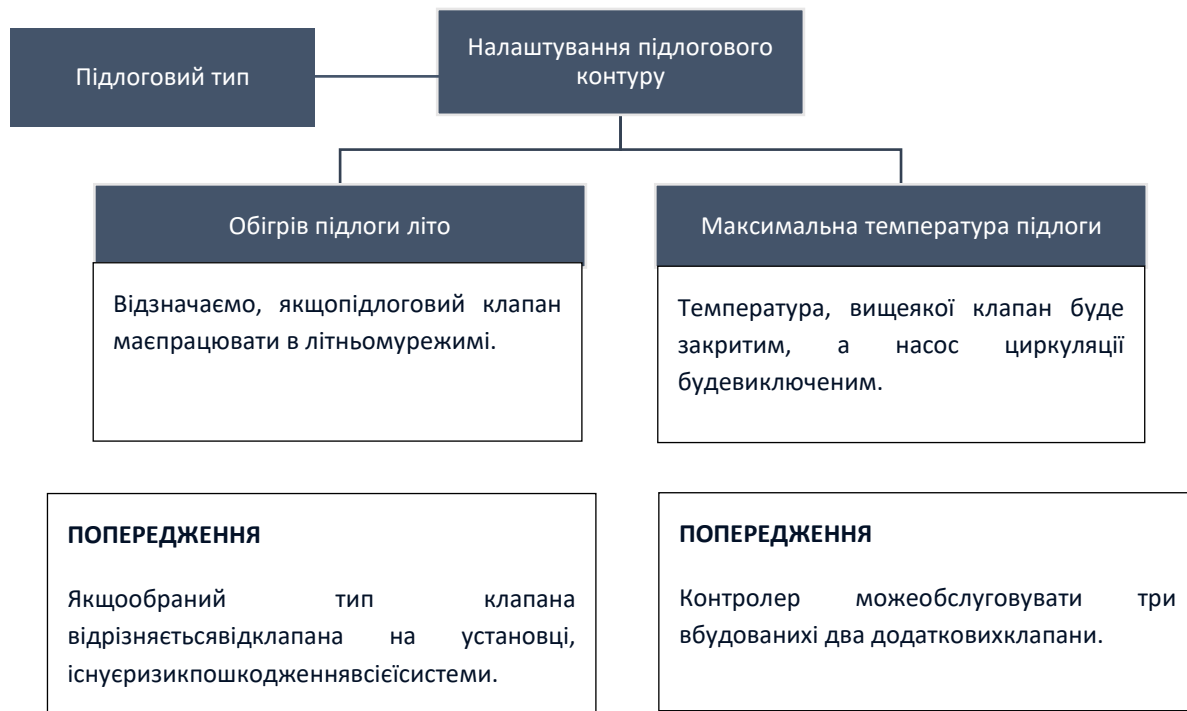 Підлоговий тип
Налаштування підлогового
контуру
Обігрів підлоги літо
Відзначаємо, якщопідлоговий клапан
маєпрацювати в літньомурежимі.
Максимальна температура підлоги
Температура, вищеякої клапан буде
закритим, а насос циркуляції
будевиключеним.
ПОПЕРЕДЖЕННЯ
Якщообраний тип клапана
відрізняєтьсявідклапана на установці,
існуєризикпошкодженнявсієїсистеми.
ПОПЕРЕДЖЕННЯ
Контролер можеобслуговувати три
вбудованихі два додатковихклапани.